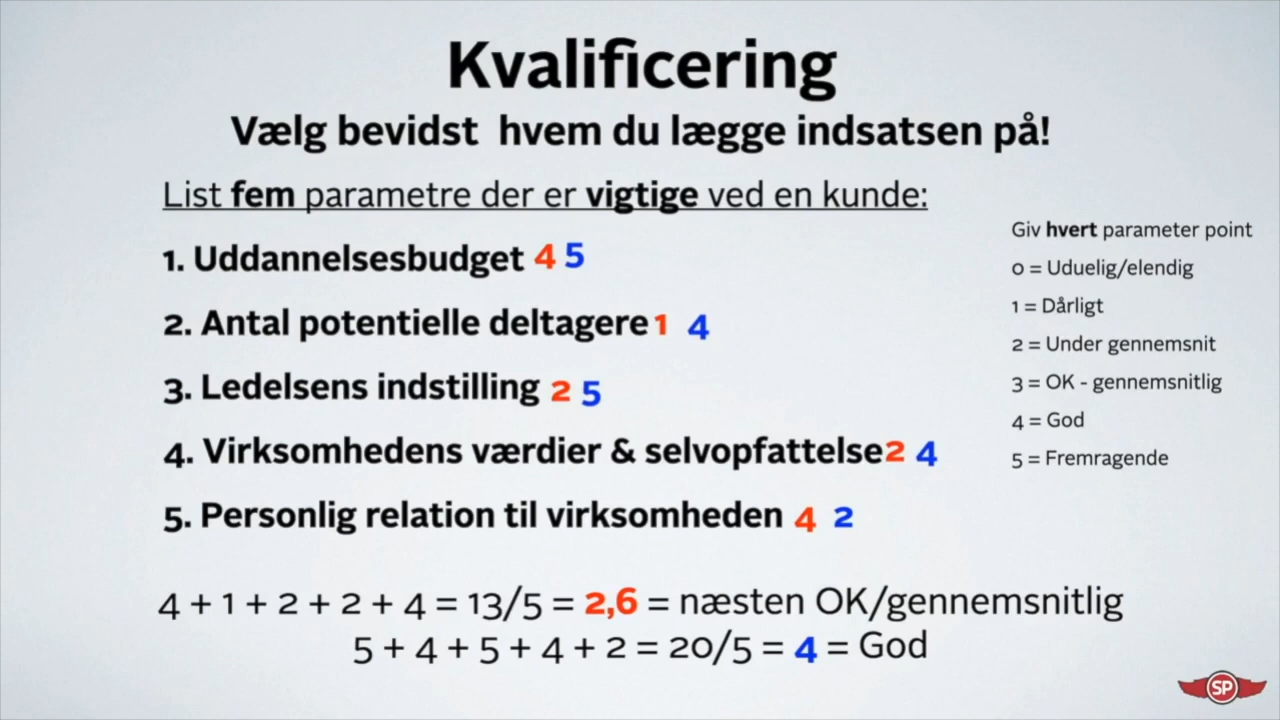 Kvalificering
Vælg bevidst hvem du lægge indsatsen på!
List fem parametre der er vigtige ved en kunde:
1. Uddannelsesbudget 4 5
2. Antal potentielle deltagere 1 4
3. Ledelsens indstilling 2 5
4. Virksomhedens værdier & selvopfattelse 2 4
5. Personlig relation til virksomheden 4 2
Giv hvert parameter point
0 = Uduelig/elendig
1 = Dårligt
2 = Under gennemsnit
3 = OK - gennemsnitlig
4 = God
5 = Fremragende
4 + 1 + 2 + 2 + 4 = 13/5 = 2,6 = næsten OK/gennemsnitlig
5 + 4 + 5 + 4 + 2 = 20/5 = 4 = God
SP